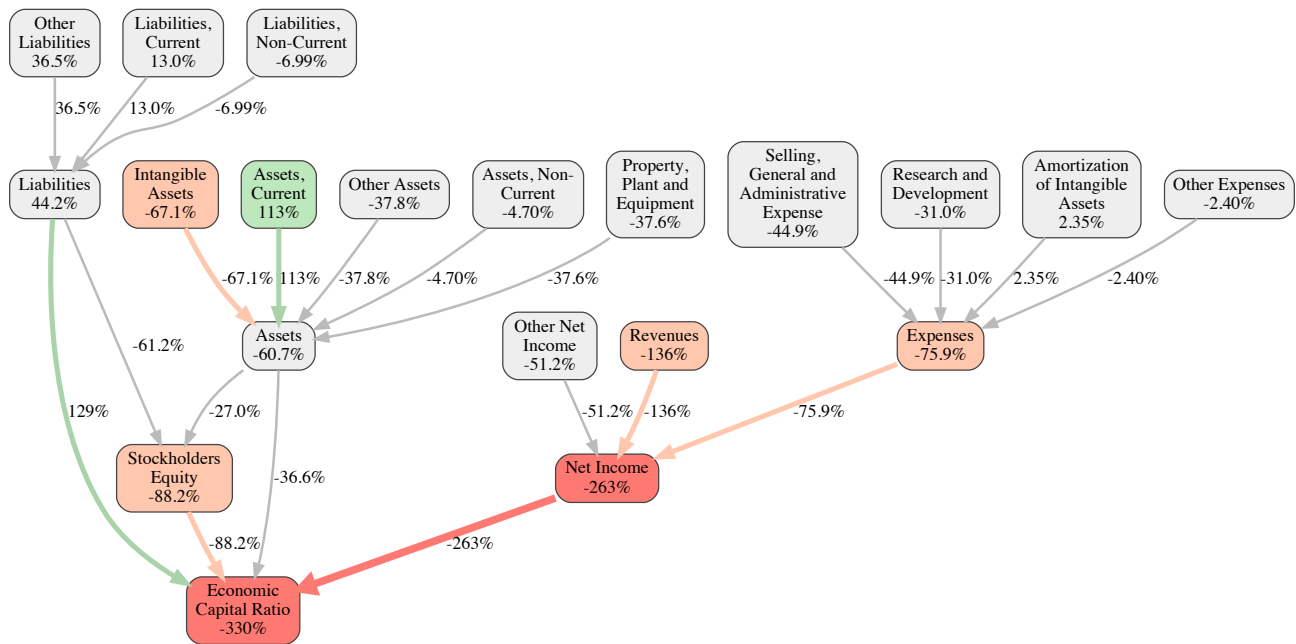 Other
Liabilities
36.5%
Liabilities,
Current
13.0%
Liabilities,
Non-Current
-6.99%
36.5%
13.0%
-6.99%
Liabilities
44.2%
Intangible
Assets
-67.1%
Assets,
Current
113%
Other Assets
-37.8%
Assets, Non-
Current
-4.70%
Property,
Plant and
Equipment
-37.6%
Selling,
General and
Administrative
Expense
-44.9%
Research and
Development
-31.0%
Amortization
of Intangible
Assets
2.35%
Other Expenses
-2.40%
-67.1%
113%
-37.8%
-4.70%
-37.6%
-44.9%
-31.0%
2.35%
-2.40%
Assets
-60.7%
Other Net
Income
-51.2%
Revenues
-136%
Expenses
-75.9%
-61.2%
129%
-27.0%
-51.2%
-136%
-75.9%
Stockholders
Equity
-88.2%
-36.6%
Net Income
-263%
-88.2%
-263%
Economic
Capital Ratio
-330%